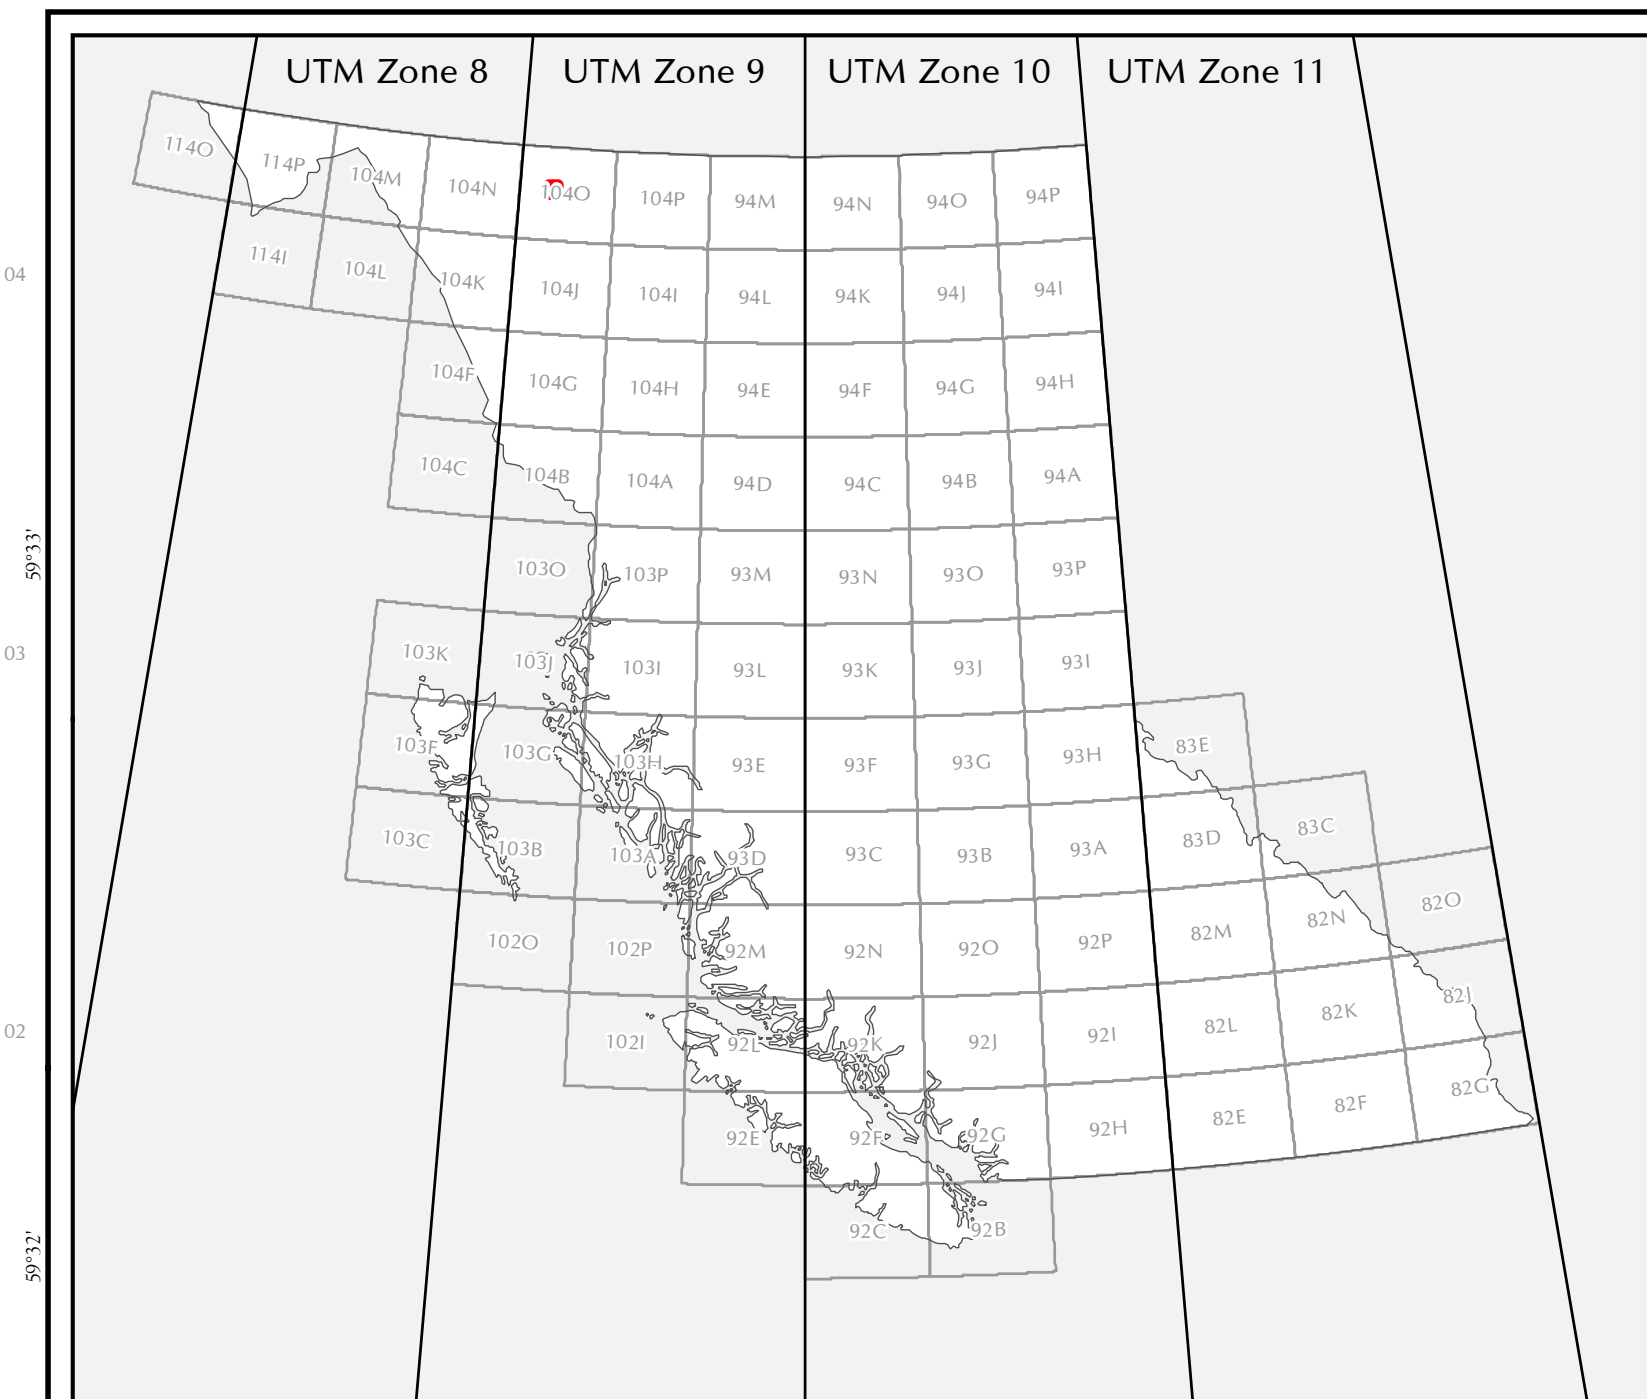 UTM Zone 8 UTM Zone 9 UTM Zone 10 UTM Zone 11
114O 114P 104M 104N 104O 104P 94M 94N 94O 94P
04 114I 104L 104K 104J 104I 94L 94K 94J 94I
104F 104G 104H 94E 94F 94G 94H
104C 104B 104A 94D 94C 94B 94A
59°33' 103O 103P 93M 93N 93O 93P
03 103K 103J 103I 93L 93K 93J 93I
103F 103G 103H 93E 93F 93G 93H 83E
103C 103B 103A 93D 93C 93B 93A 83D 83C
102O 102P 92M 92N 92O 92P 82M 82N 82O
02 102I 92L 92K 92J 92I 82L 82K 82J
92E 92F 92G 92H 82E 82F 82G
59°32' 92C 92B